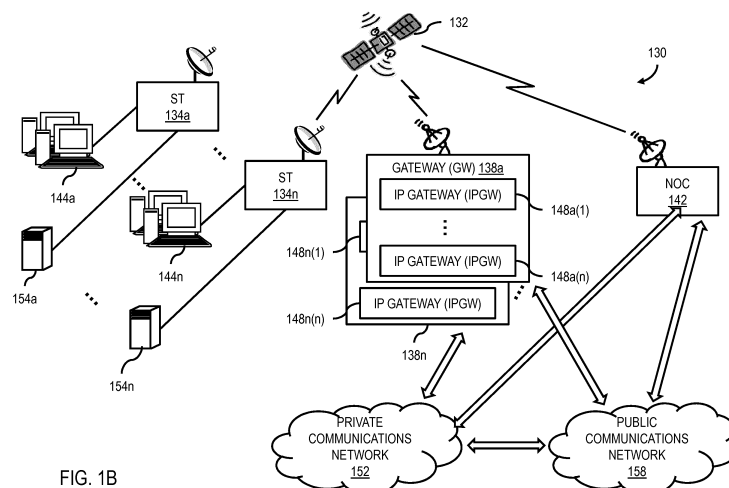 132
130
ST
134a
144a
ST
134n
144n
154a
154n
GATEWAY (GW) 138a
IP GATEWAY (IPGW)
148a(1)
148n(1)
IP GATEWAY (IPGW)
148a(n)
IP GATEWAY (IPGW)
148n(n)
138n
NOC
142
PRIVATE
COMMUNICATIONS
NETWORK
152
PUBLIC
COMMUNICATIONS
NETWORK
158
FIG. 1B